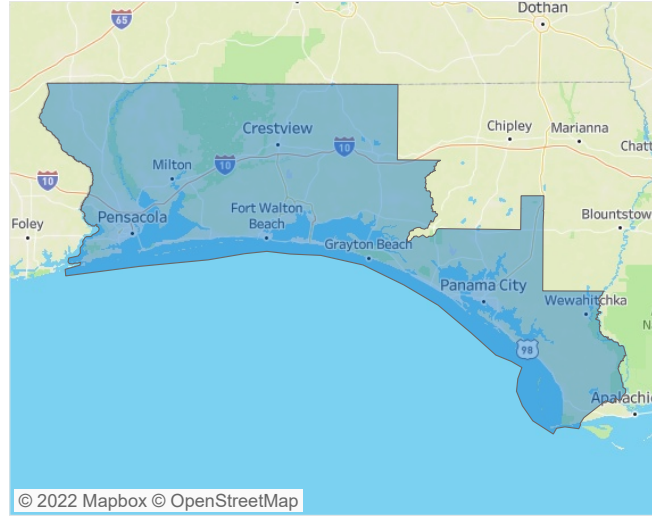 65
Dothan
Chipley
Crestview
Marianna
10
Chatt
Milton
10
10
Foley
Pensacola
Fort Walton
Beach
Blountstow
Grayton Beach
Panama City
Wewahitchka
N
98
Apalachic
© 2022 Mapbox © OpenStreetMap